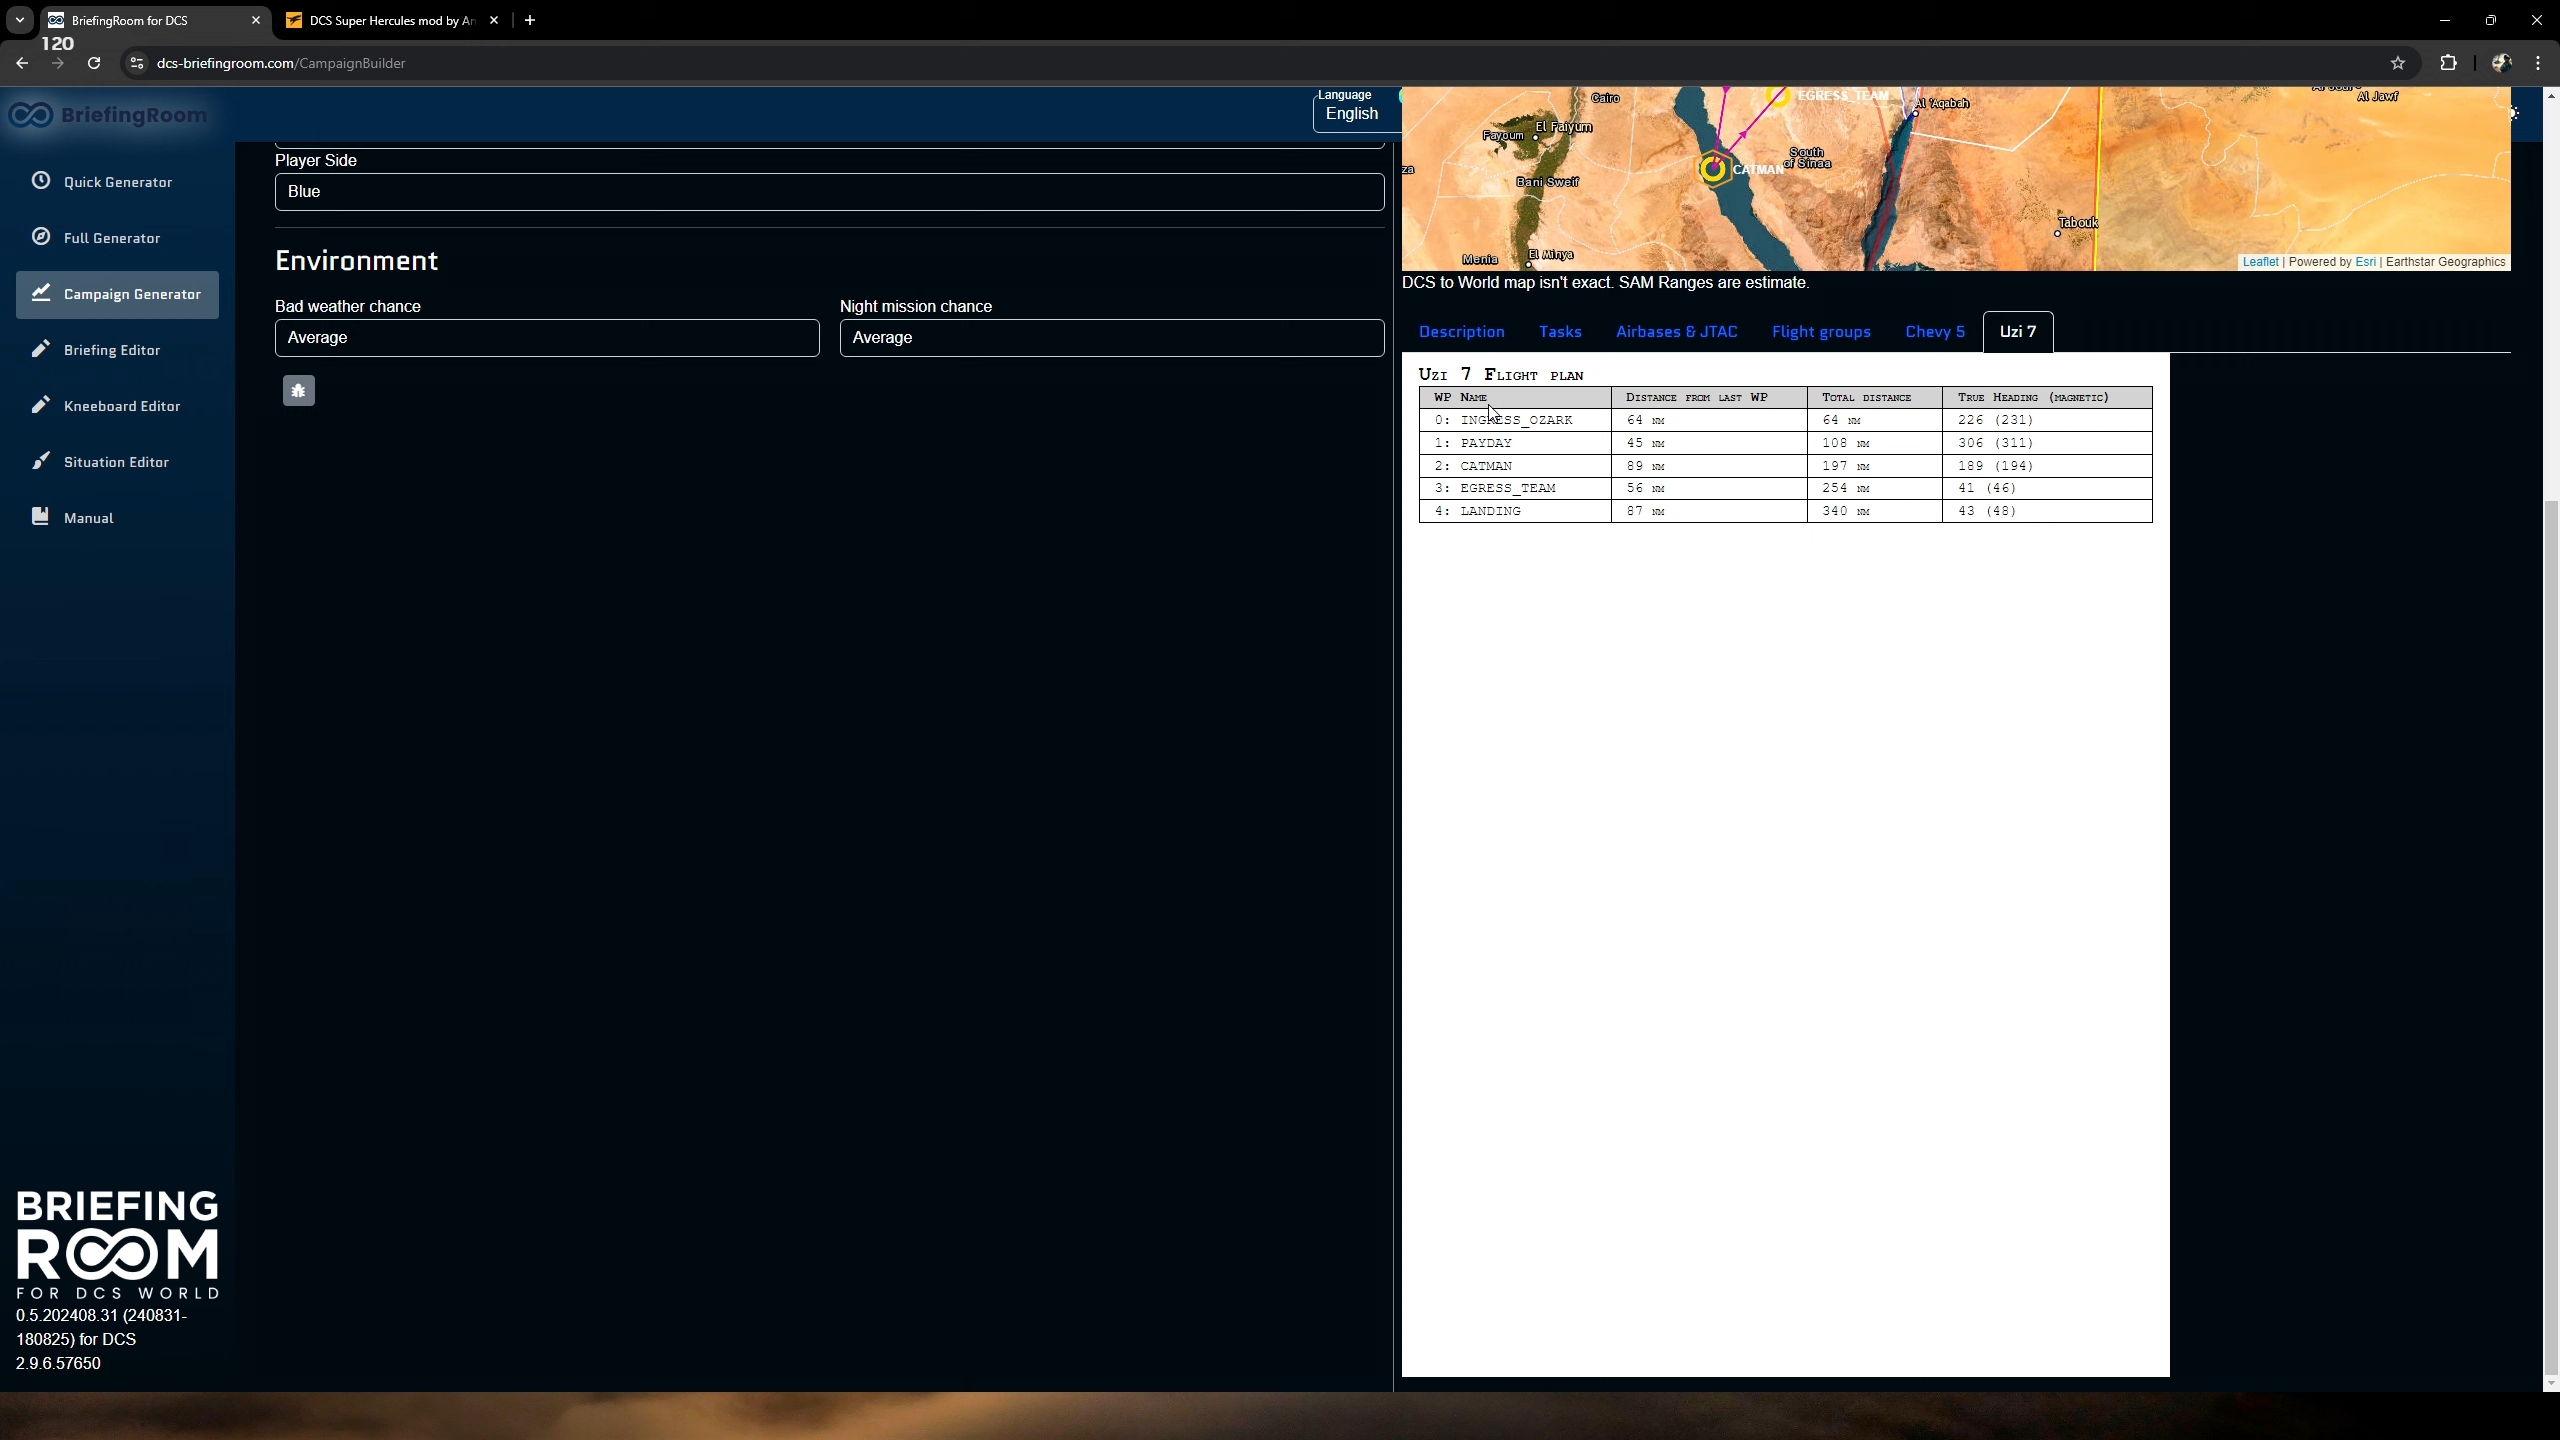 BriefingRoom for DCS
DCS Super Hercules mod by An
120
dcs-briefingroom.com/CampaignBuilder
BriefingRoom
Language
English
Quick Generator
Full Generator
Campaign Generator
Briefing Editor
Kneeboard Editor
Situation Editor
Manual
BRIEFING
ROOM
FOR DCS WORLD
0.5.202408.31 (240831-
180825) for DCS
2.9.6.57650
Player Side
Blue
Environment
Bad weather chance
Night mission chance
Average
Average
Cairo
EGRESS_TEAM
Al 'Aqabah
Al Jawf
Fayoum
El Faiyum
South
of Sinaa
za
CATMAN
Bani Sweif
Tabouk
Menia
El Minya
Leaflet | Powered by Esri | Earthstar Geographics
DCS to World map isn't exact. SAM Ranges are estimate.
Description Tasks Airbases & JTAC Flight groups Chevy 5 Uzi 7
Uzi 7 Flight plan
WP Name Distance from last WP Total distance True Heading (magnetic)
0: INGRESS_OZARK 64 nm 64 nm 226 (231)
1: PAYDAY 45 nm 108 nm 306 (311)
2: CATMAN 89 nm 197 nm 189 (194)
3: EGRESS_TEAM 56 nm 254 nm 41 (46)
4: LANDING 87 nm 340 nm 43 (48)